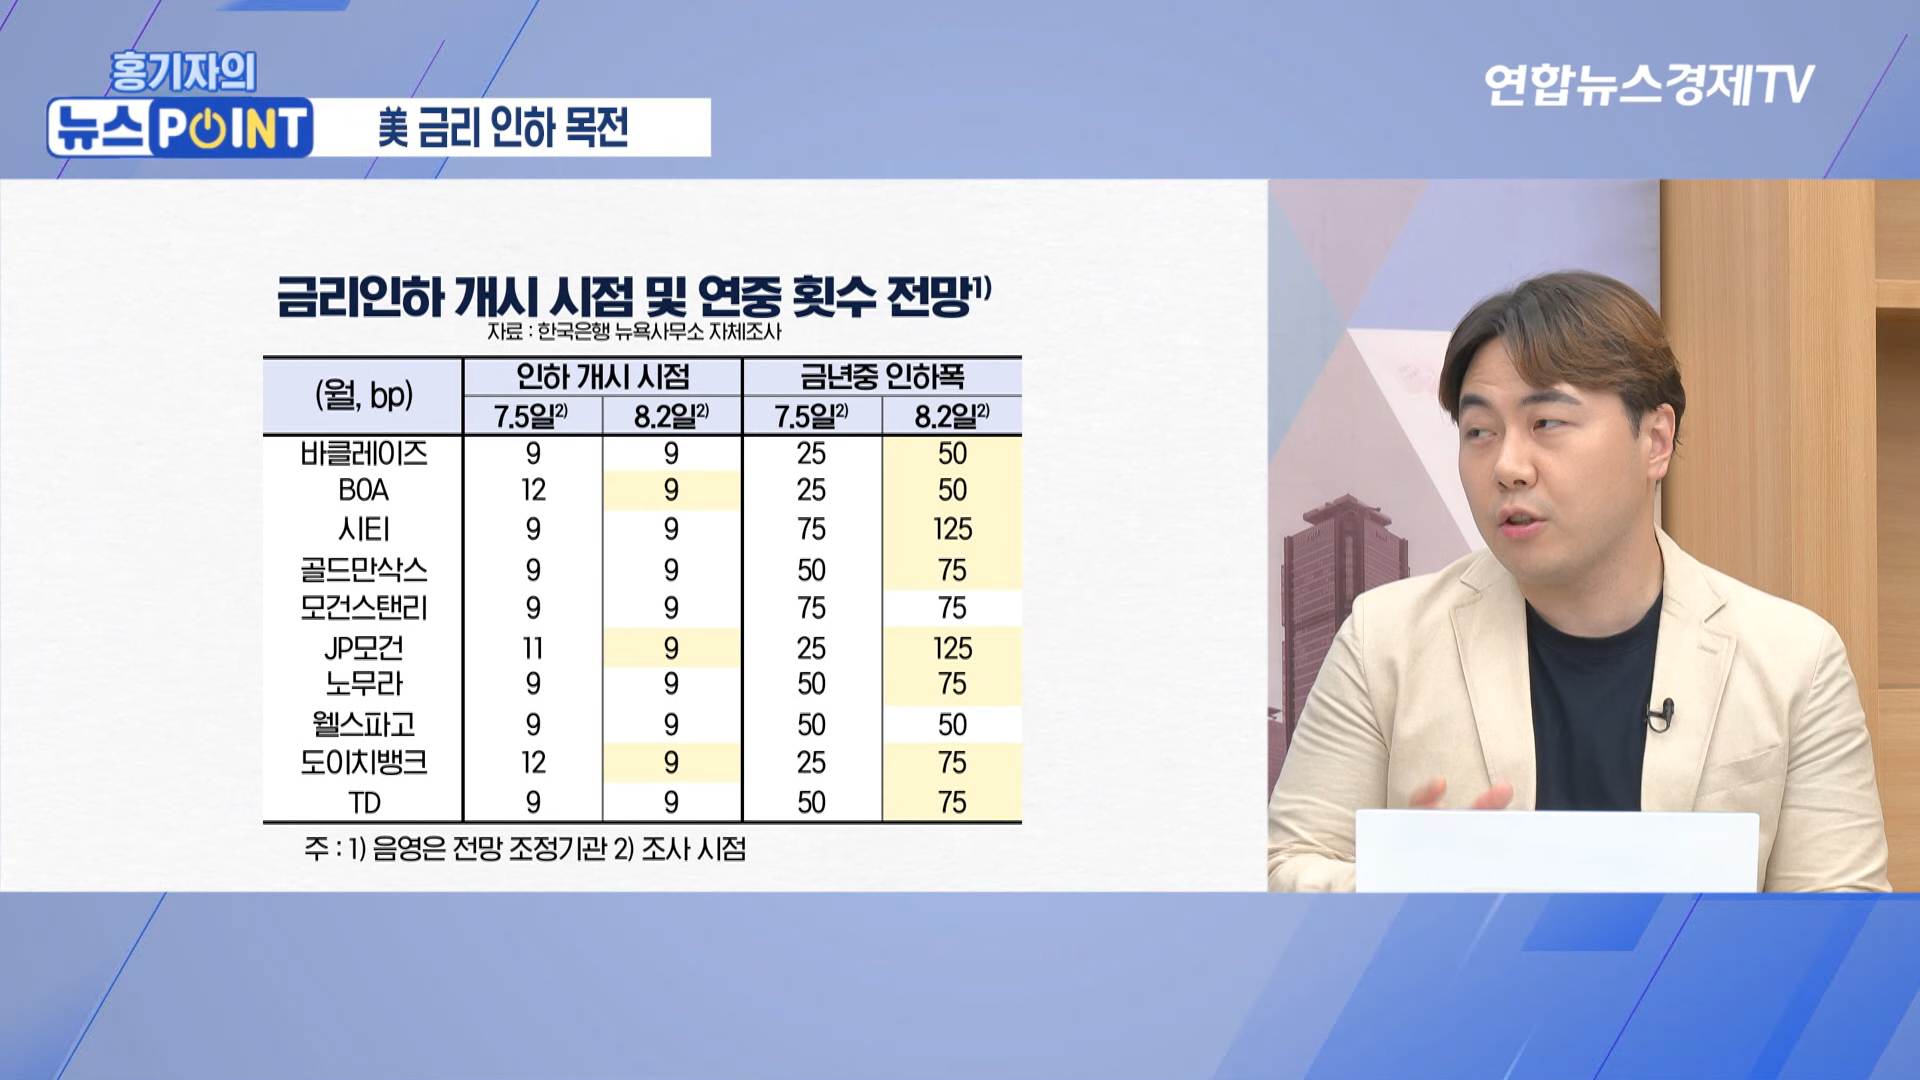 홍기자의
뉴스 POINT
美 금리 인하 목전
연합뉴스경제TV
금리인하 개시 시점 및 연중 횟수 전망1)
자료 : 한국은행 뉴욕사무소 자체조사
(월, bp) 인하 개시 시점 금년중 인하폭
7.5일2) 8.2일2) 7.5일2) 8.2일2)
바클레이즈 9 9 25 50
BOA 12 9 25 50
시티 9 9 75 125
골드만삭스 9 9 50 75
모건스탠리 9 9 75 75
JP모건 11 9 25 125
노무라 9 9 50 75
웰스파고 9 9 50 50
도이치뱅크 12 9 25 75
TD 9 9 50 75
주 : 1) 음영은 전망 조정기관 2) 조사 시점